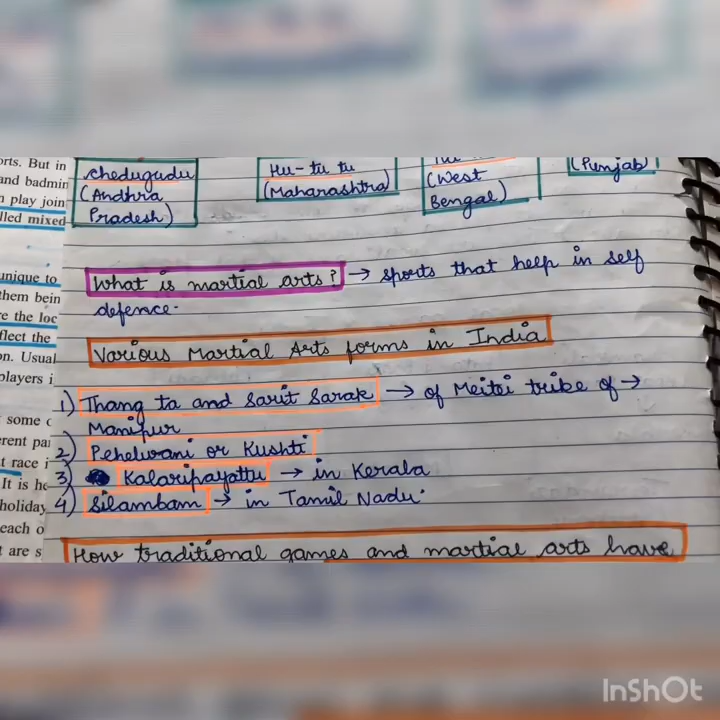 orts. But in
and badmin
n play join
lled mixed
unique to
them bein
re the loc
flect the
on. Usual
players i
some c
erent par
t race i
It is he
holiday
each o
t are s
chedugudu
(Andhra
Pradesh)
Hu-tu tu
(Maharashtra)
(West
Bengal)
(Punjab)
What is martial arts? → sports that help in self
defence.
Various Martial Arts forms in India
1) Thang ta and Sarit Sarak → of Meitei tribe of →
Manipur
2) Pehelwani or Kushti
3) Kalaripayattu → in Kerala
4) Silambam → in Tamil Nadu.
How traditional games and martial arts have
InShOt